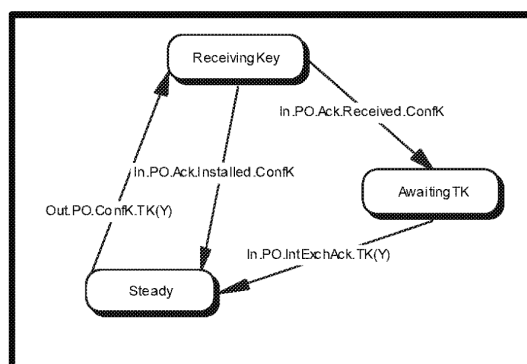 ReceivingKey
In.PO.Ack.Received.ConfK
In.PO.Ack.Installed.ConfK
AwaitingTK
Out.PO.ConfK.TK(Y)
In.PO.IntExchAck.TK(Y)
Steady